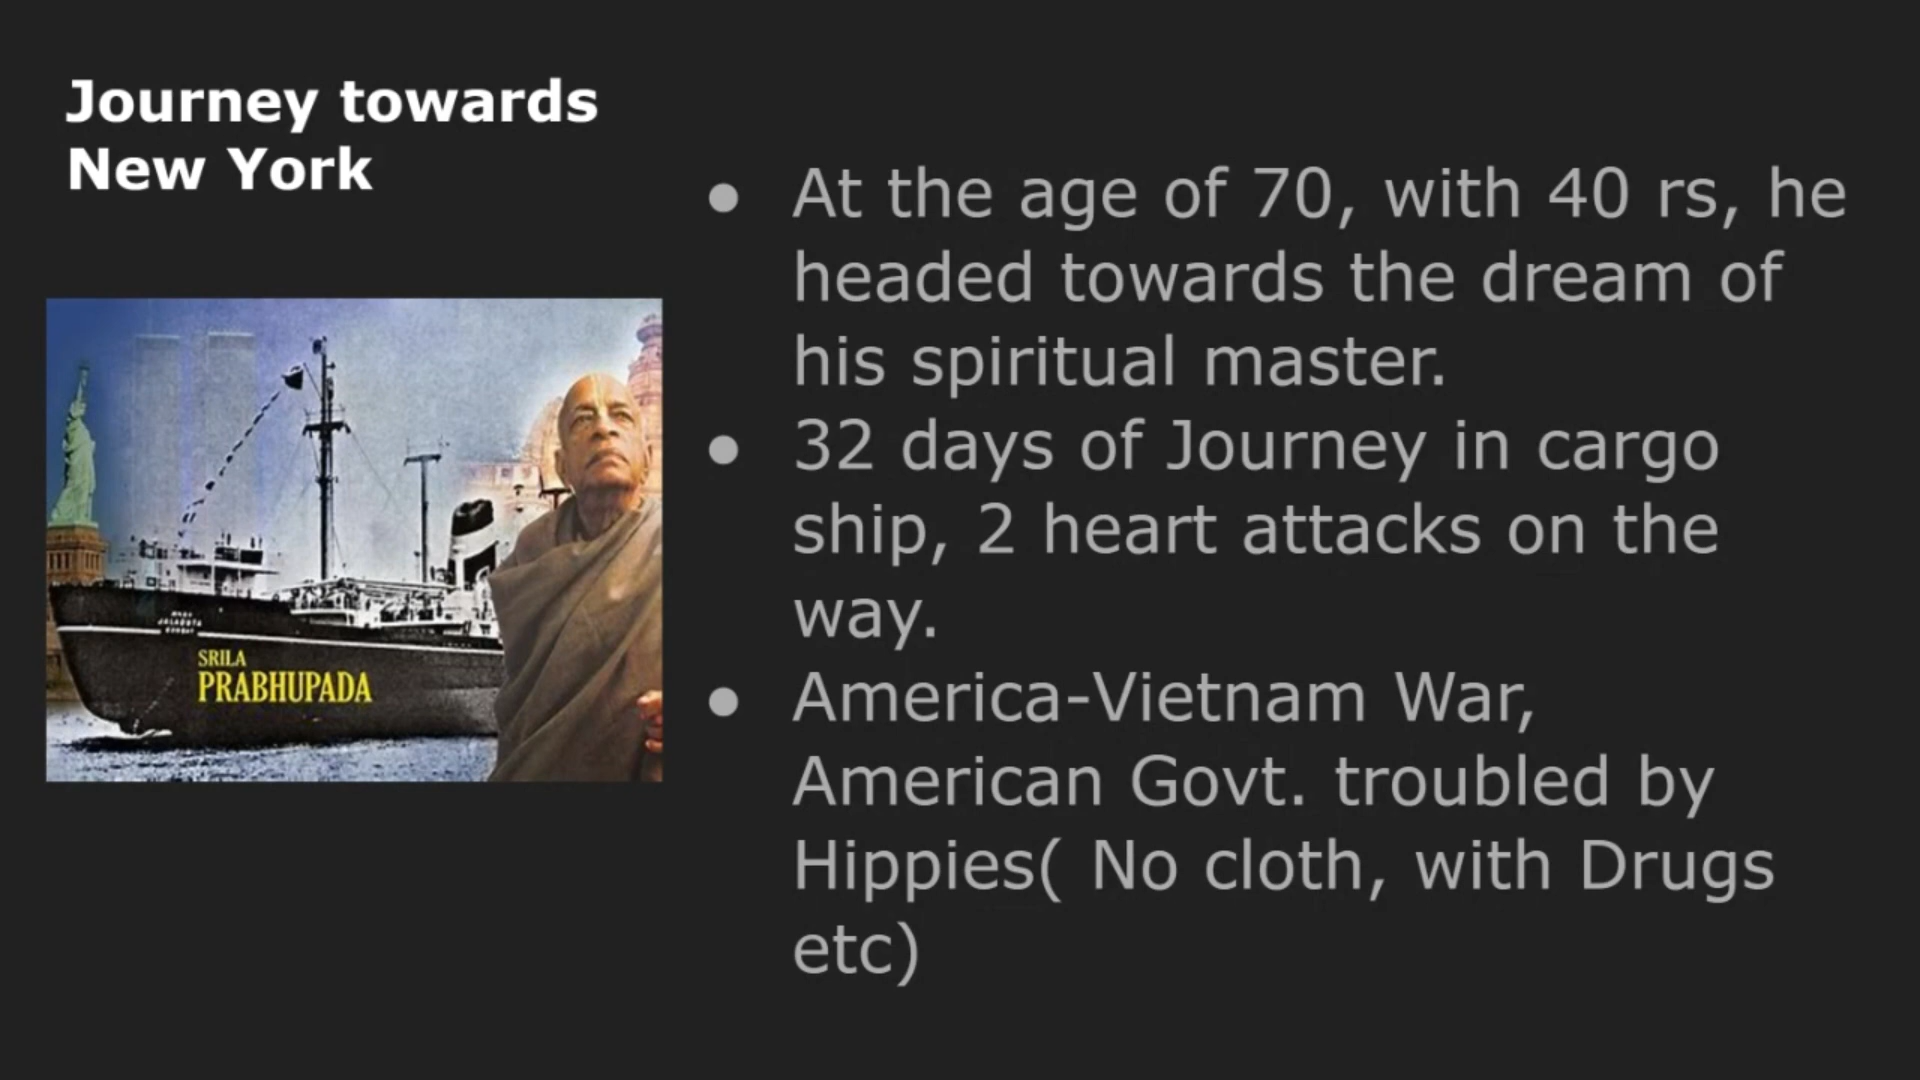 Journey towards
New York
● At the age of 70, with 40 rs, he
headed towards the dream of
his spiritual master.
● 32 days of Journey in cargo
ship, 2 heart attacks on the
way.
● America-Vietnam War,
American Govt. troubled by
Hippies( No cloth, with Drugs
etc)
JALADUTA
SRILA
PRABHUPADA